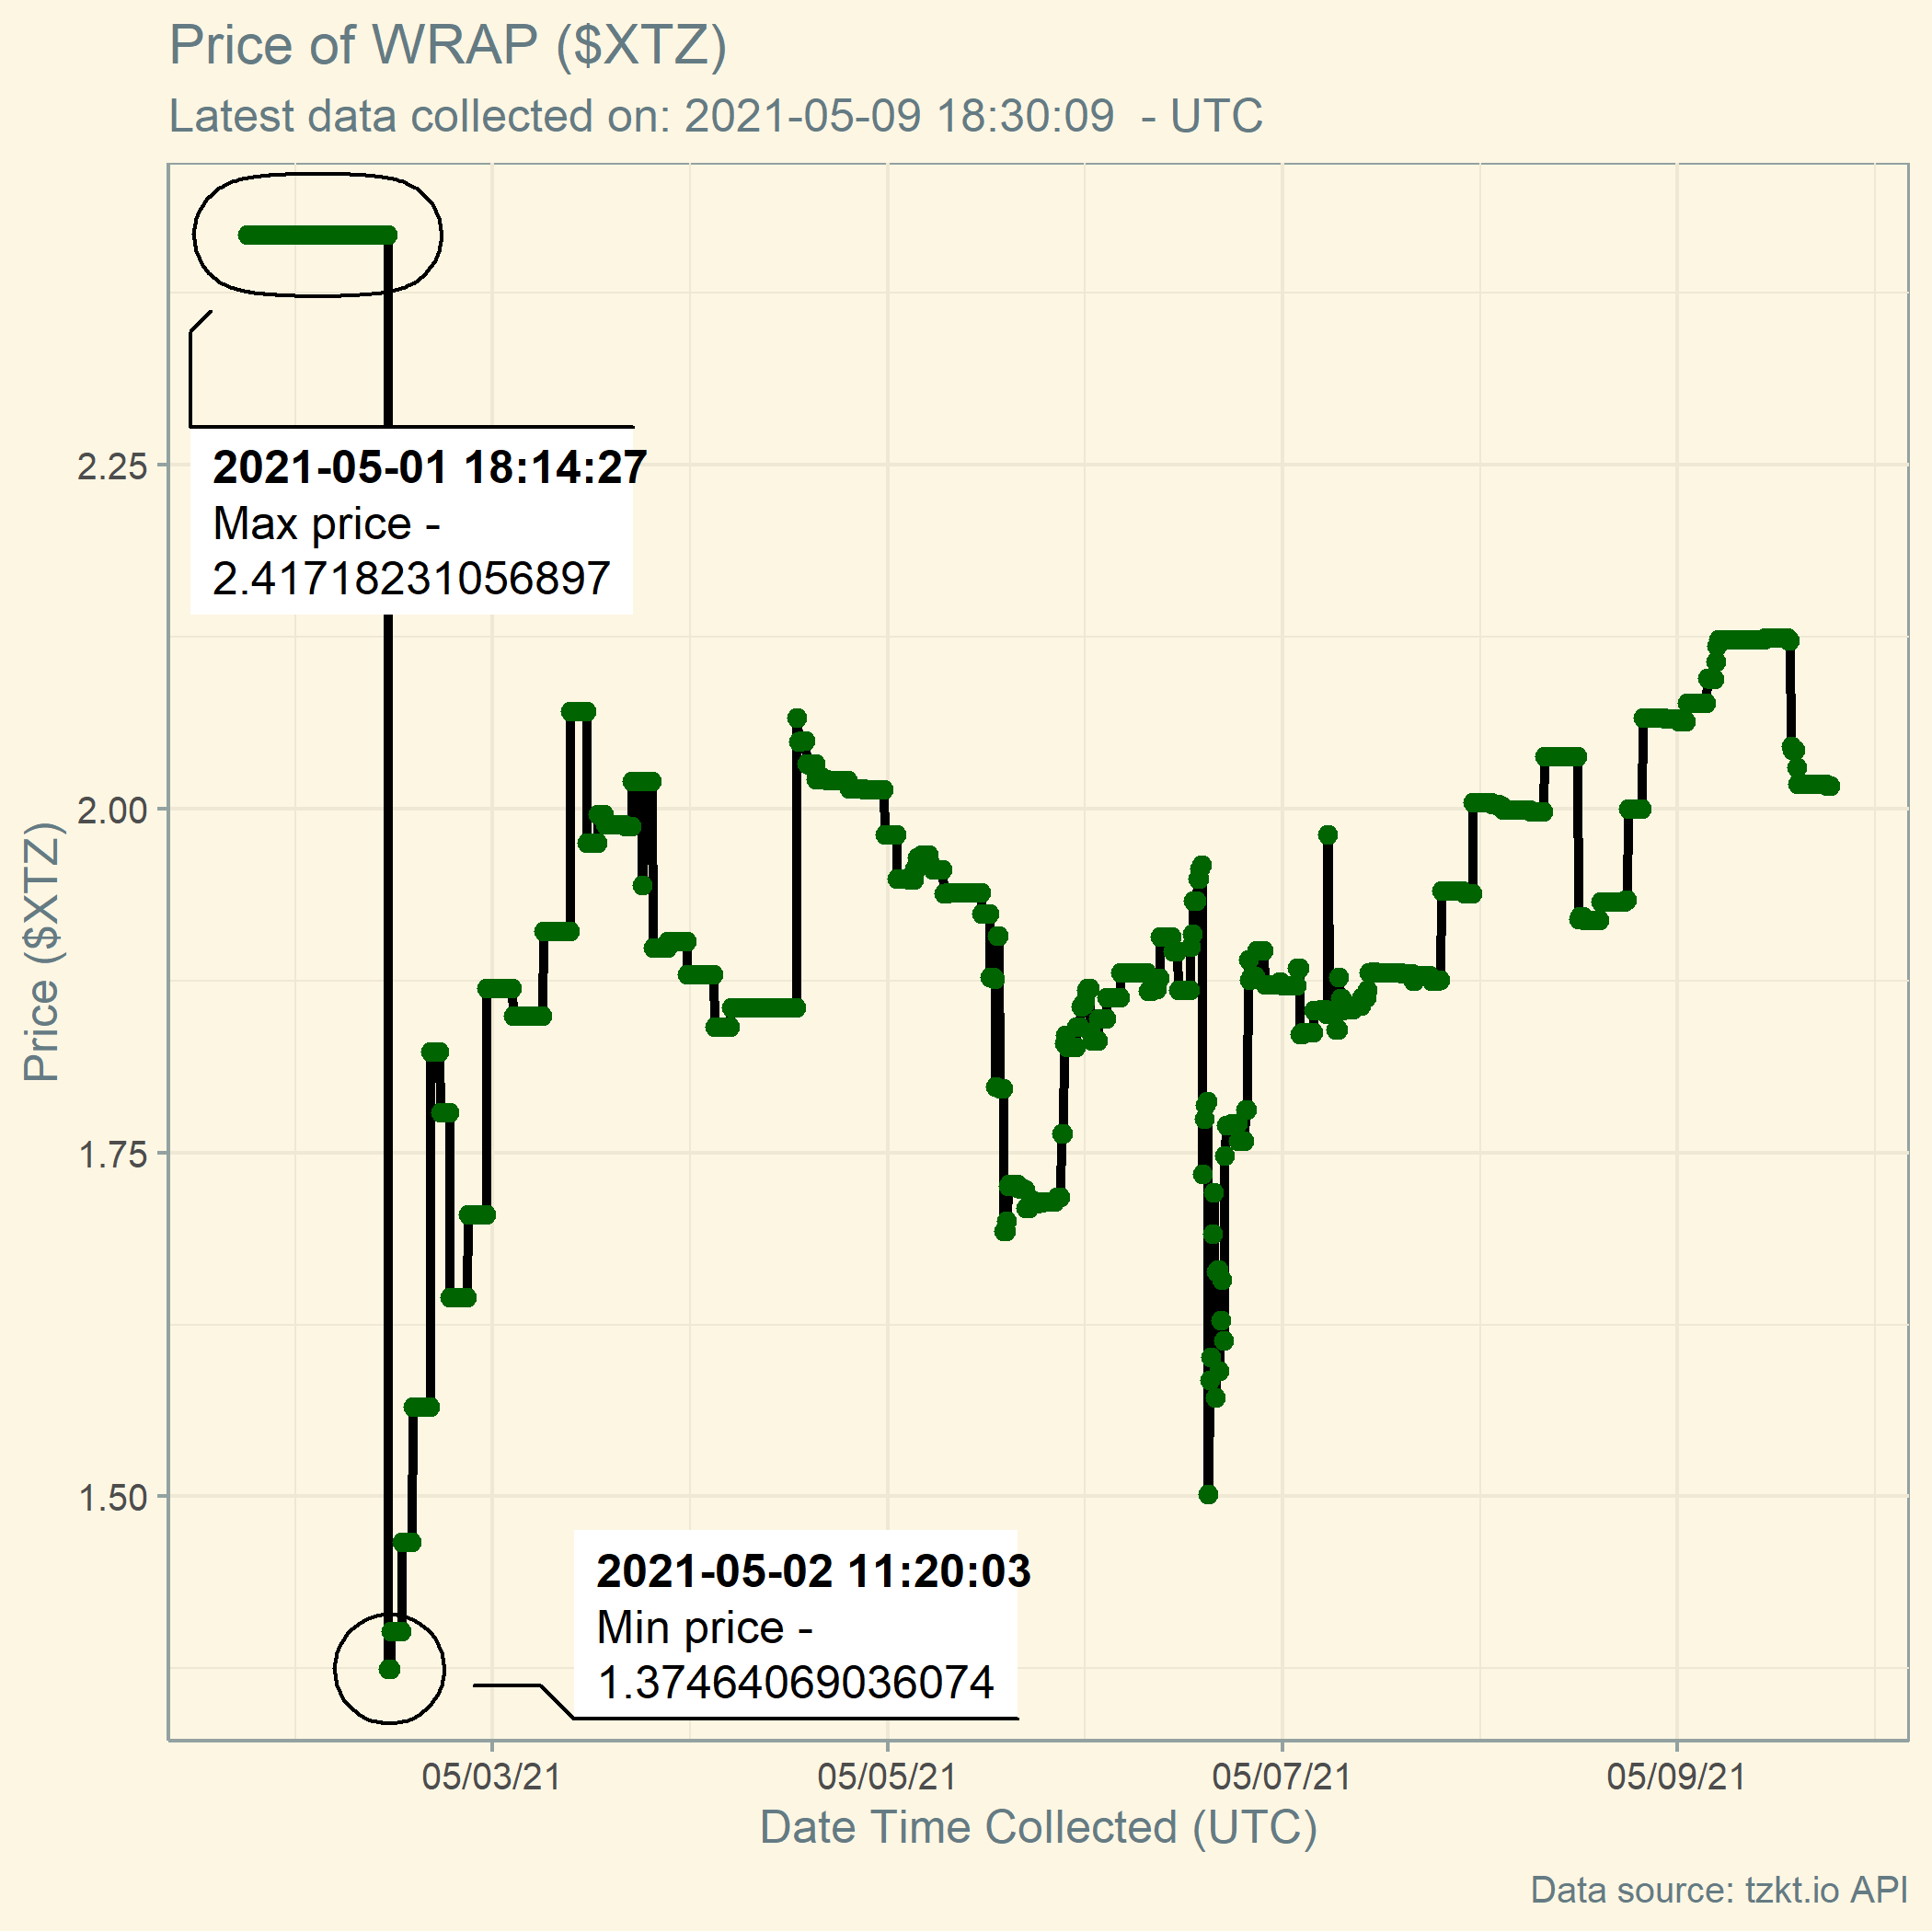 Price of WRAP ($XTZ)
Latest data collected on: 2021-05-09 18:30:09  - UTC
2021-05-01 18:14:27
Max price -
2.41718231056897
2.25
2.00
1.75
1.50
Price ($XTZ)
2021-05-02 11:20:03
Min price -
1.37464069036074
05/03/21
05/05/21
05/07/21
05/09/21
Date Time Collected (UTC)
Data source: tzkt.io API